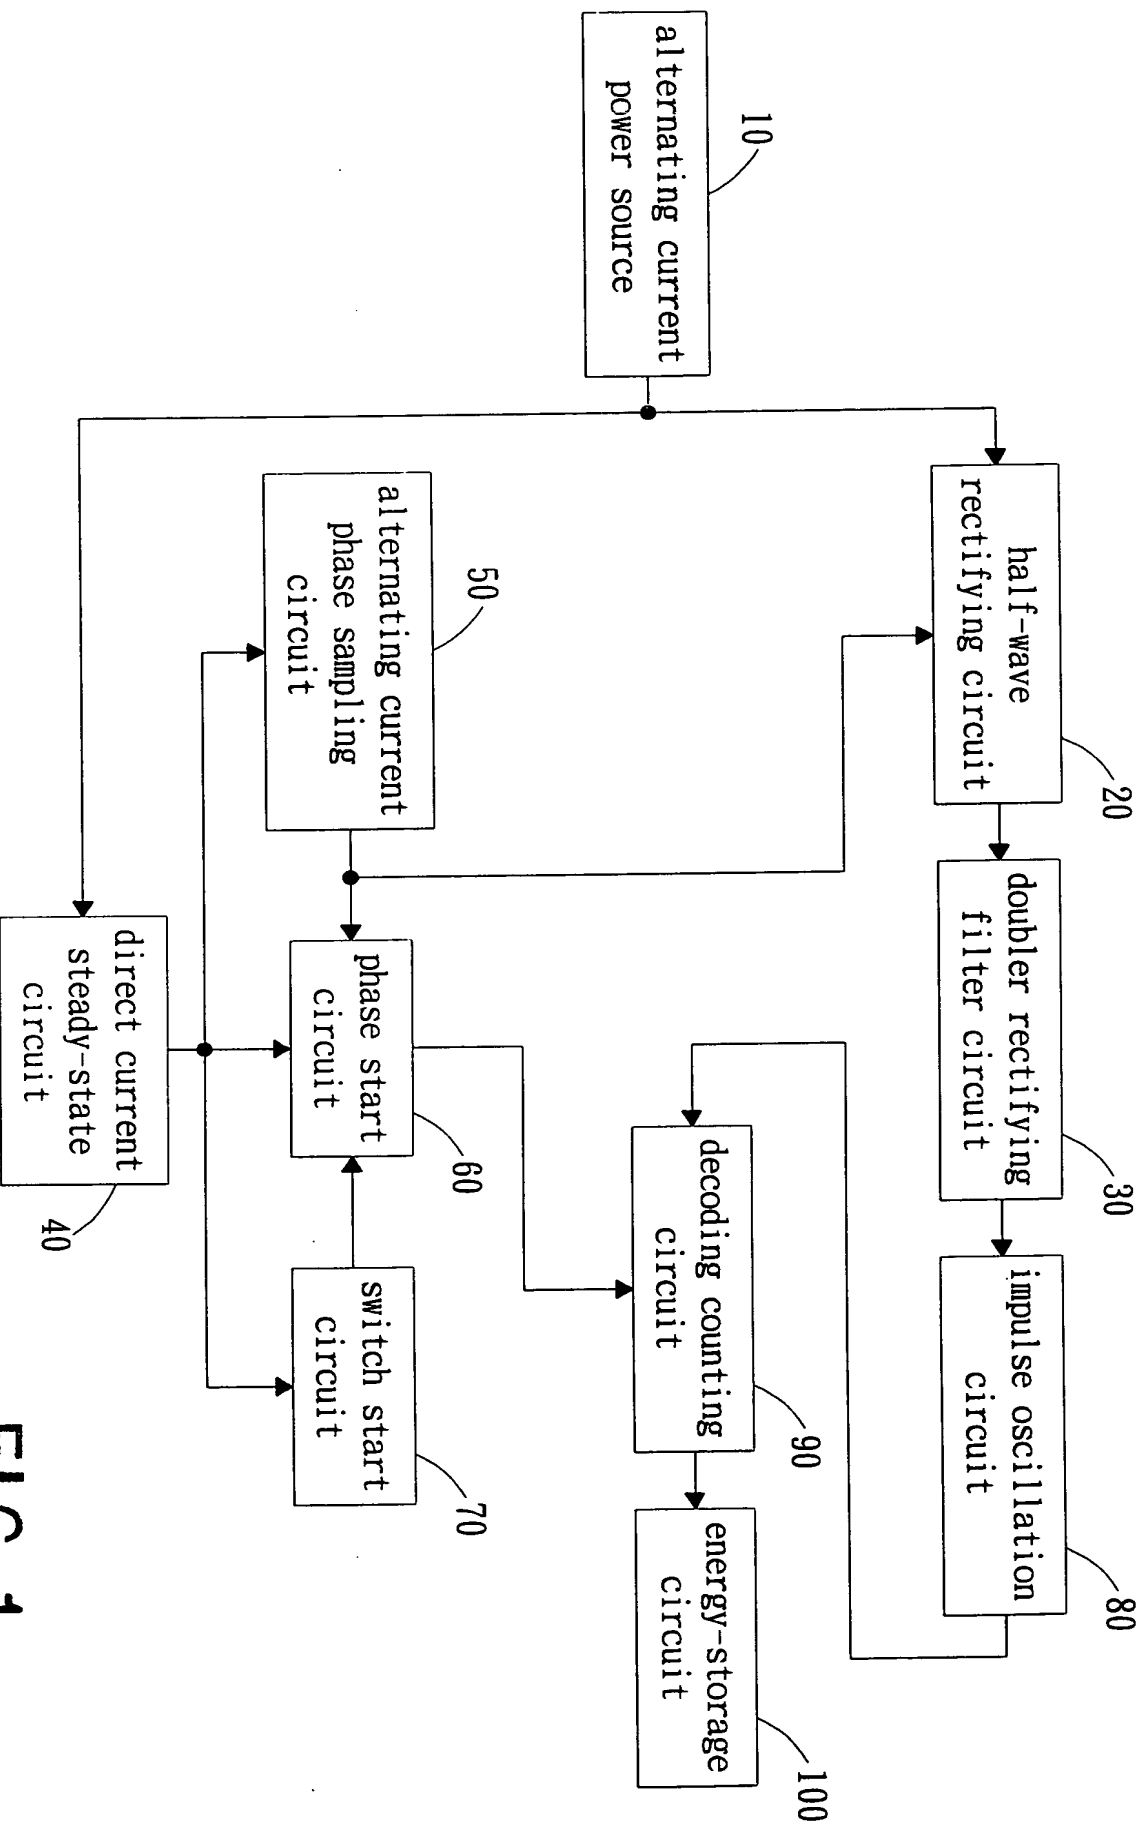 10
alternating current
power source
20
half-wave
rectifying circuit
30
doubler rectifying
filter circuit
80
impulse oscillation
circuit
90
decoding counting
circuit
100
energy-storage
circuit
50
alternating current
phase sampling
circuit
60
phase start
circuit
70
switch start
circuit
direct current
steady-state
circuit
40
FIG. 1